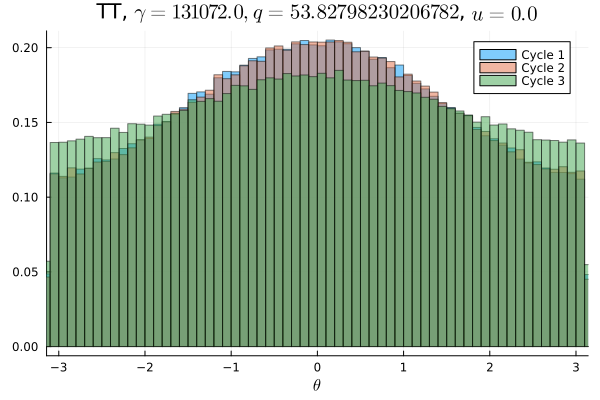 TT, γ = 131072.0, q = 53.82798230206782, u = 0.0
0.20
0.15
0.10
0.05
0.00
Cycle 1
Cycle 2
Cycle 3
−3 −2 −1 0 1 2 3
θ